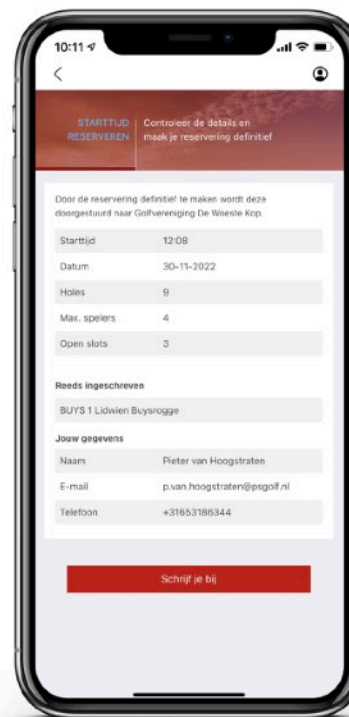 10:11
STARTTIJD
RESERVEREN
Controleer de details en
maak je reservering definitief
Door de reservering definitief te maken wordt deze
doorgestuurd naar Golfvereniging De Woeste Kop.
Starttijd 12:08
Datum 30-11-2022
Holes 9
Max. spelers 4
Open slots 3
Reeds ingeschreven
BUYS 1 Lidwien Buysrogge
Jouw gegevens
Naam Pieter van Hoogstraten
E-mail p.van.hoogstraten@psgolf.nl
Telefoon +31653186344
Schrijf je bij